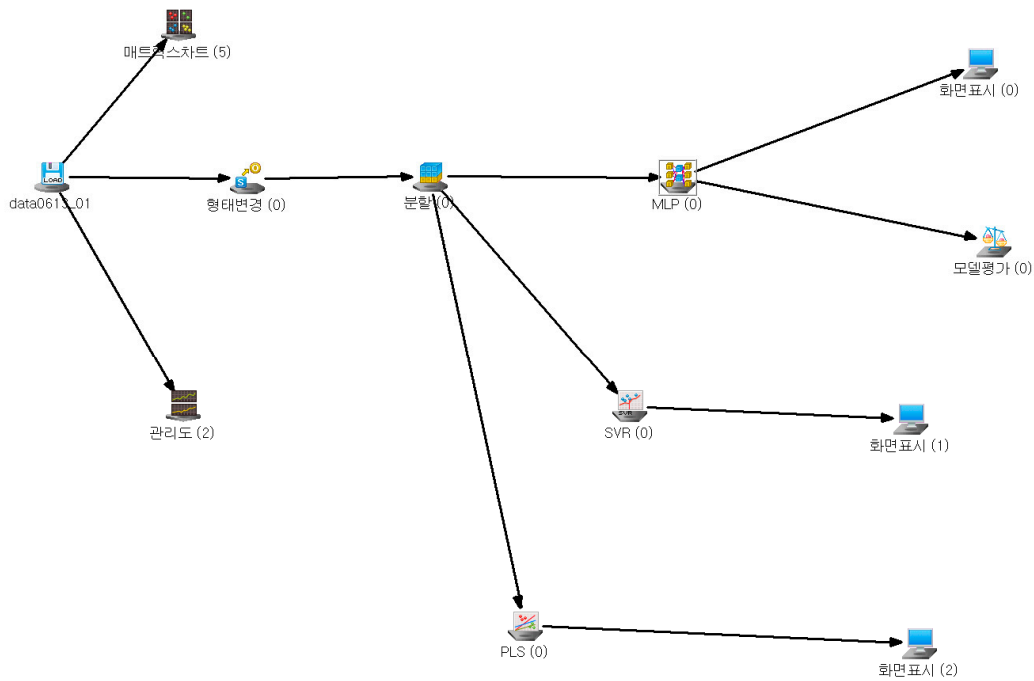 매트릭스차트 (5)
화면표시 (0)
LOAD
data0613_01
형태변경 (0)
분할 (0)
MLP (0)
모델평가 (0)
관리도 (2)
SVR
SVR (0)
화면표시 (1)
PLS (0)
화면표시 (2)